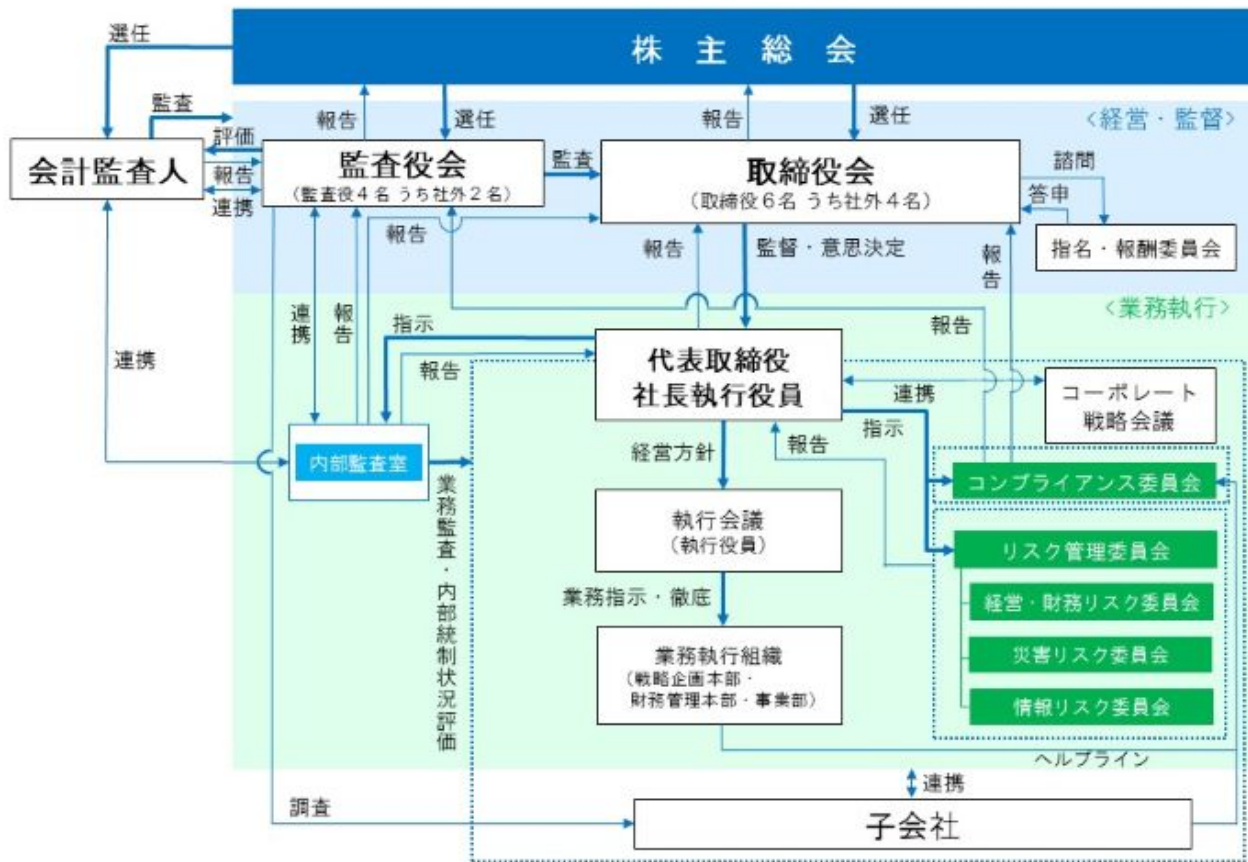 選任
株主総会
監査
報告
選任
報告
選任
<経営・監督>
評価
会計監査人
報告
連携
監査役会
(監査役4名 うち社外2名)
監査
取締役会
(取締役6名 うち社外4名)
諮問
答申
指名・報酬委員会
報告
報告
監督・意思決定
報告
連携
報告
指示
報告
<業務執行>
連携
報告
代表取締役
社長執行役員
連携
コーポレート
戦略会議
指示
経営方針
報告
内部監査室
業務監査・内部統制状況評価
コンプライアンス委員会
執行会議
(執行役員)
リスク管理委員会
業務指示・徹底
経営・財務リスク委員会
業務執行組織
(戦略企画本部・
財務管理本部・事業部)
災害リスク委員会
情報リスク委員会
ヘルプライン
連携
調査
子会社